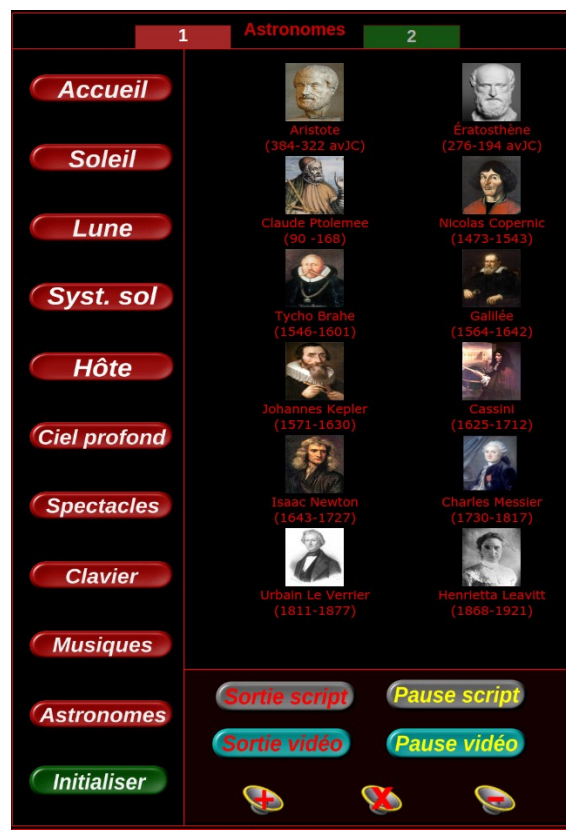 1
Astronomes
2
Accueil
Soleil
Lune
Syst. sol
Hôte
Ciel profond
Spectacles
Clavier
Musiques
Astronomes
Initialiser
Aristote
(384-322 avJC)
Ératosthène
(276-194 avJC)
Claude Ptolemee
(90 -168)
Nicolas Copernic
(1473-1543)
Tycho Brahe
(1546-1601)
Galilée
(1564-1642)
Johannes Kepler
(1571-1630)
Cassini
(1625-1712)
Isaac Newton
(1643-1727)
Charles Messier
(1730-1817)
Urbain Le Verrier
(1811-1877)
Henrietta Leavitt
(1868-1921)
Sortie script
Pause script
Sortie vidéo
Pause vidéo
+
X
-